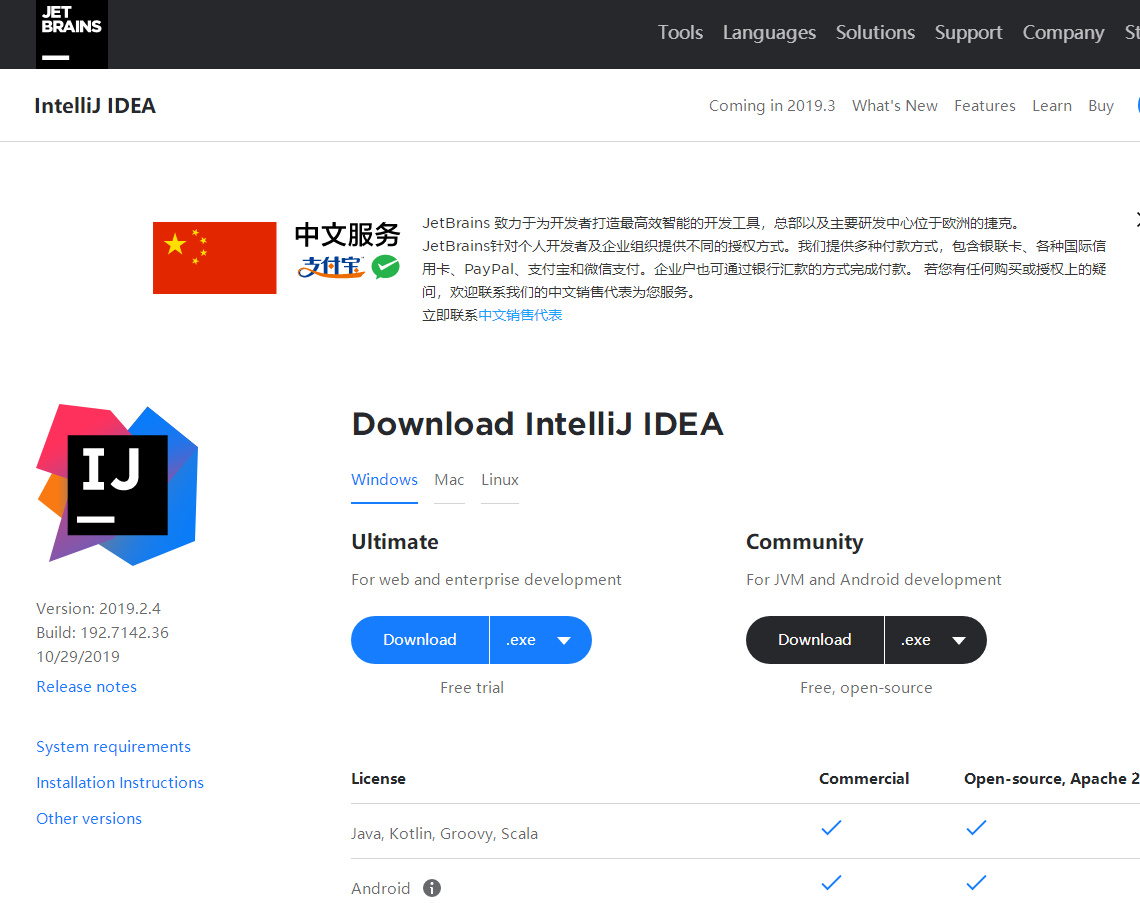 JET
BRAINS
Tools Languages Solutions Support Company St
IntelliJ IDEA
Coming in 2019.3 What's New Features Learn Buy
中文服务
支付宝
JetBrains 致力于为开发者打造最高效智能的开发工具，总部以及主要研发中心位于欧洲的捷克。
JetBrains针对个人开发者及企业组织提供不同的授权方式。我们提供多种付款方式，包含银联卡、各种国际信
用卡、PayPal、支付宝和微信支付。企业户也可通过银行汇款的方式完成付款。 若您有任何购买或授权上的疑
问，欢迎联系我们的中文销售代表为您服务。
立即联系中文销售代表
IJ
Download IntelliJ IDEA
Windows Mac Linux
Ultimate
For web and enterprise development
Download .exe
Free trial
Community
For JVM and Android development
Download .exe
Free, open-source
Version: 2019.2.4
Build: 192.7142.36
10/29/2019
Release notes
System requirements
Installation Instructions
Other versions
License Commercial Open-source, Apache 2
Java, Kotlin, Groovy, Scala
Android